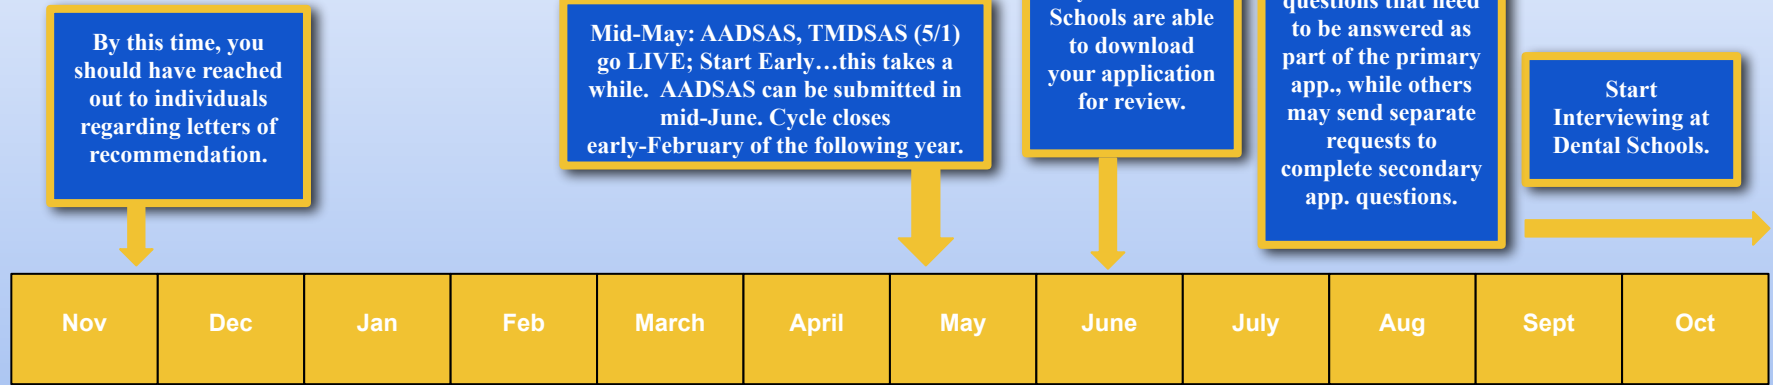 By this time, you
should have reached
out to individuals
regarding letters of
recommendation.
Mid-May: AADSAS, TMDSAS (5/1)
go LIVE; Start Early…this takes a
while.  AADSAS can be submitted in
mid-June. Cycle closes
early-February of the following year.
Schools are able
to download
your application
for review.
questions that need
to be answered as
part of the primary
app., while others
may send separate
requests to
complete secondary
app. questions.
Start
Interviewing at
Dental Schools.
Nov
Dec
Jan
Feb
March
April
May
June
July
Aug
Sept
Oct